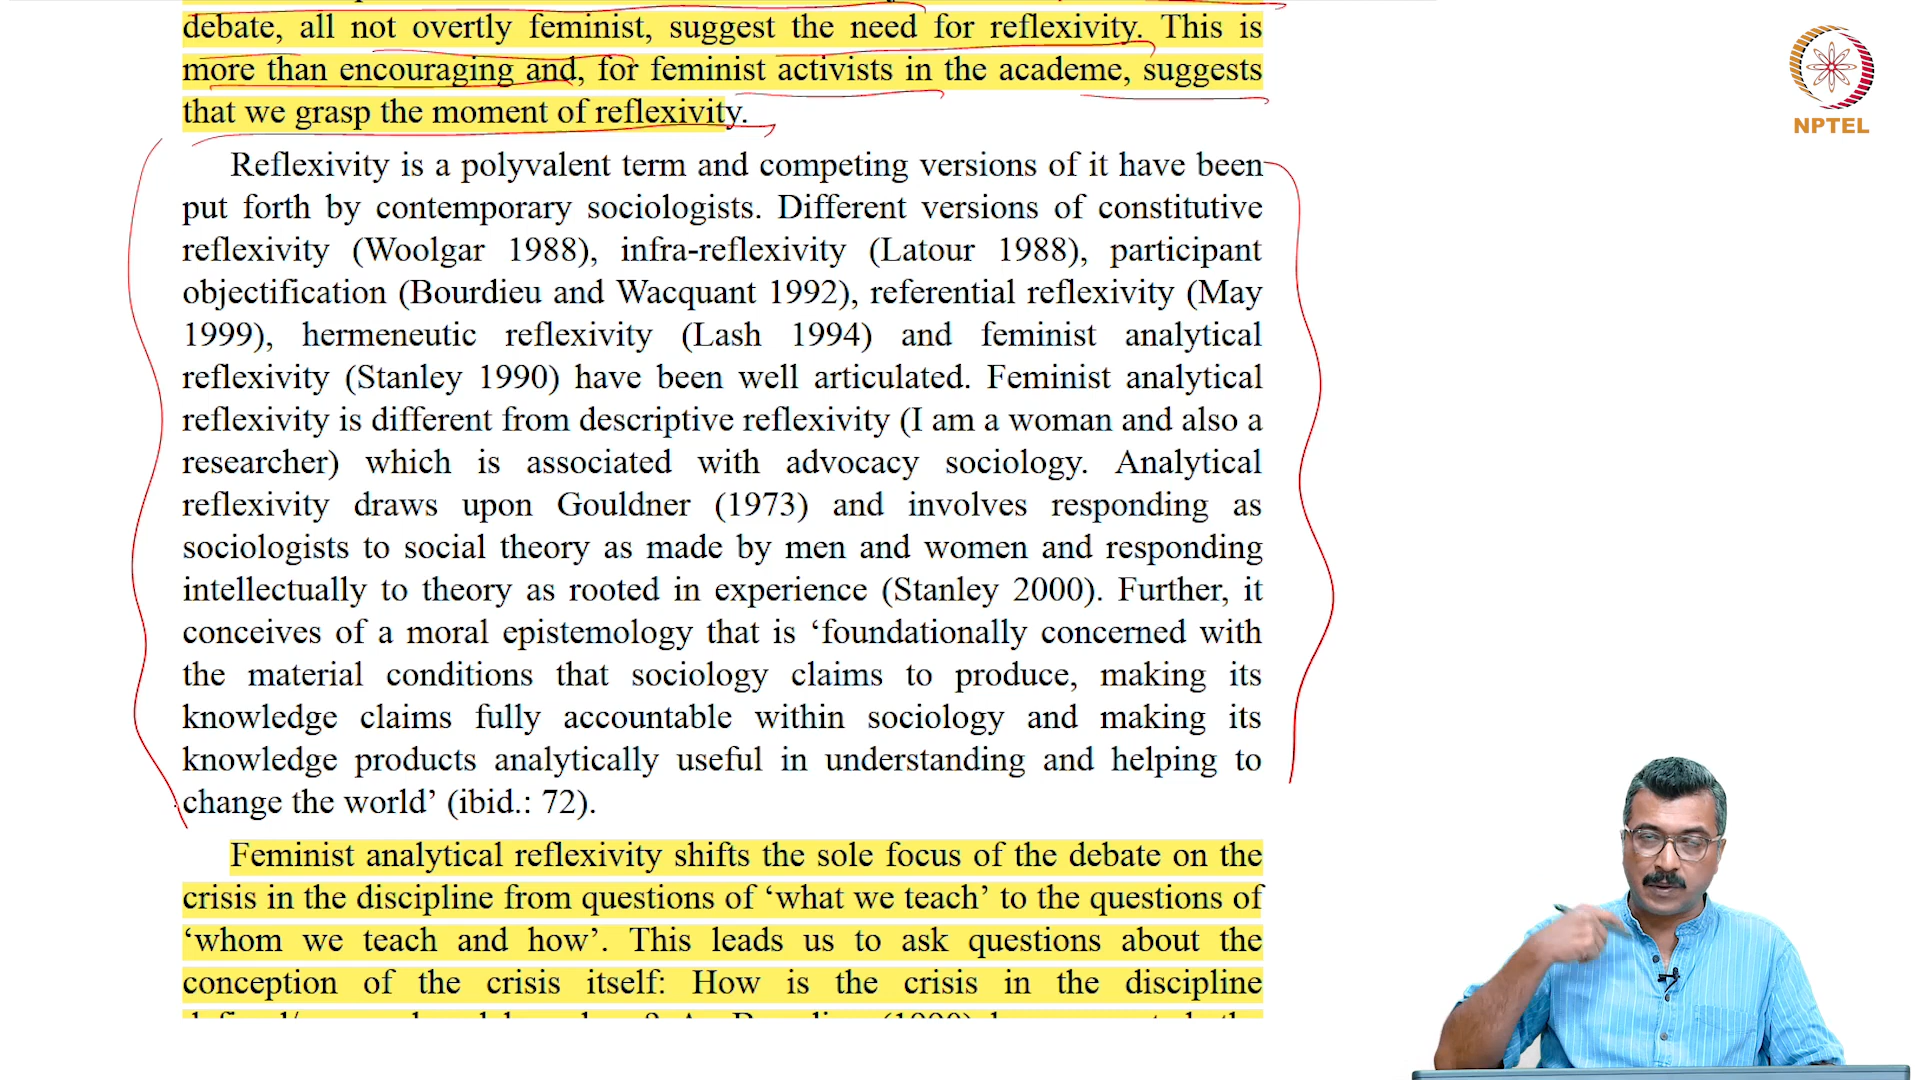 debate, all not overtly feminist, suggest the need for reflexivity. This is
more than encouraging and, for feminist activists in the academe, suggests
that we grasp the moment of reflexivity.
Reflexivity is a polyvalent term and competing versions of it have been
put forth by contemporary sociologists. Different versions of constitutive
reflexivity (Woolgar 1988), infra-reflexivity (Latour 1988), participant
objectification (Bourdieu and Wacquant 1992), referential reflexivity (May
1999), hermeneutic reflexivity (Lash 1994) and feminist analytical
reflexivity (Stanley 1990) have been well articulated. Feminist analytical
reflexivity is different from descriptive reflexivity (I am a woman and also a
researcher) which is associated with advocacy sociology. Analytical
reflexivity draws upon Gouldner (1973) and involves responding as
sociologists to social theory as made by men and women and responding
intellectually to theory as rooted in experience (Stanley 2000). Further, it
conceives of a moral epistemology that is ‘foundationally concerned with
the material conditions that sociology claims to produce, making its
knowledge claims fully accountable within sociology and making its
knowledge products analytically useful in understanding and helping to
change the world’ (ibid.: 72).
Feminist analytical reflexivity shifts the sole focus of the debate on the
crisis in the discipline from questions of ‘what we teach’ to the questions of
‘whom we teach and how’. This leads us to ask questions about the
conception of the crisis itself: How is the crisis in the discipline
NPTEL